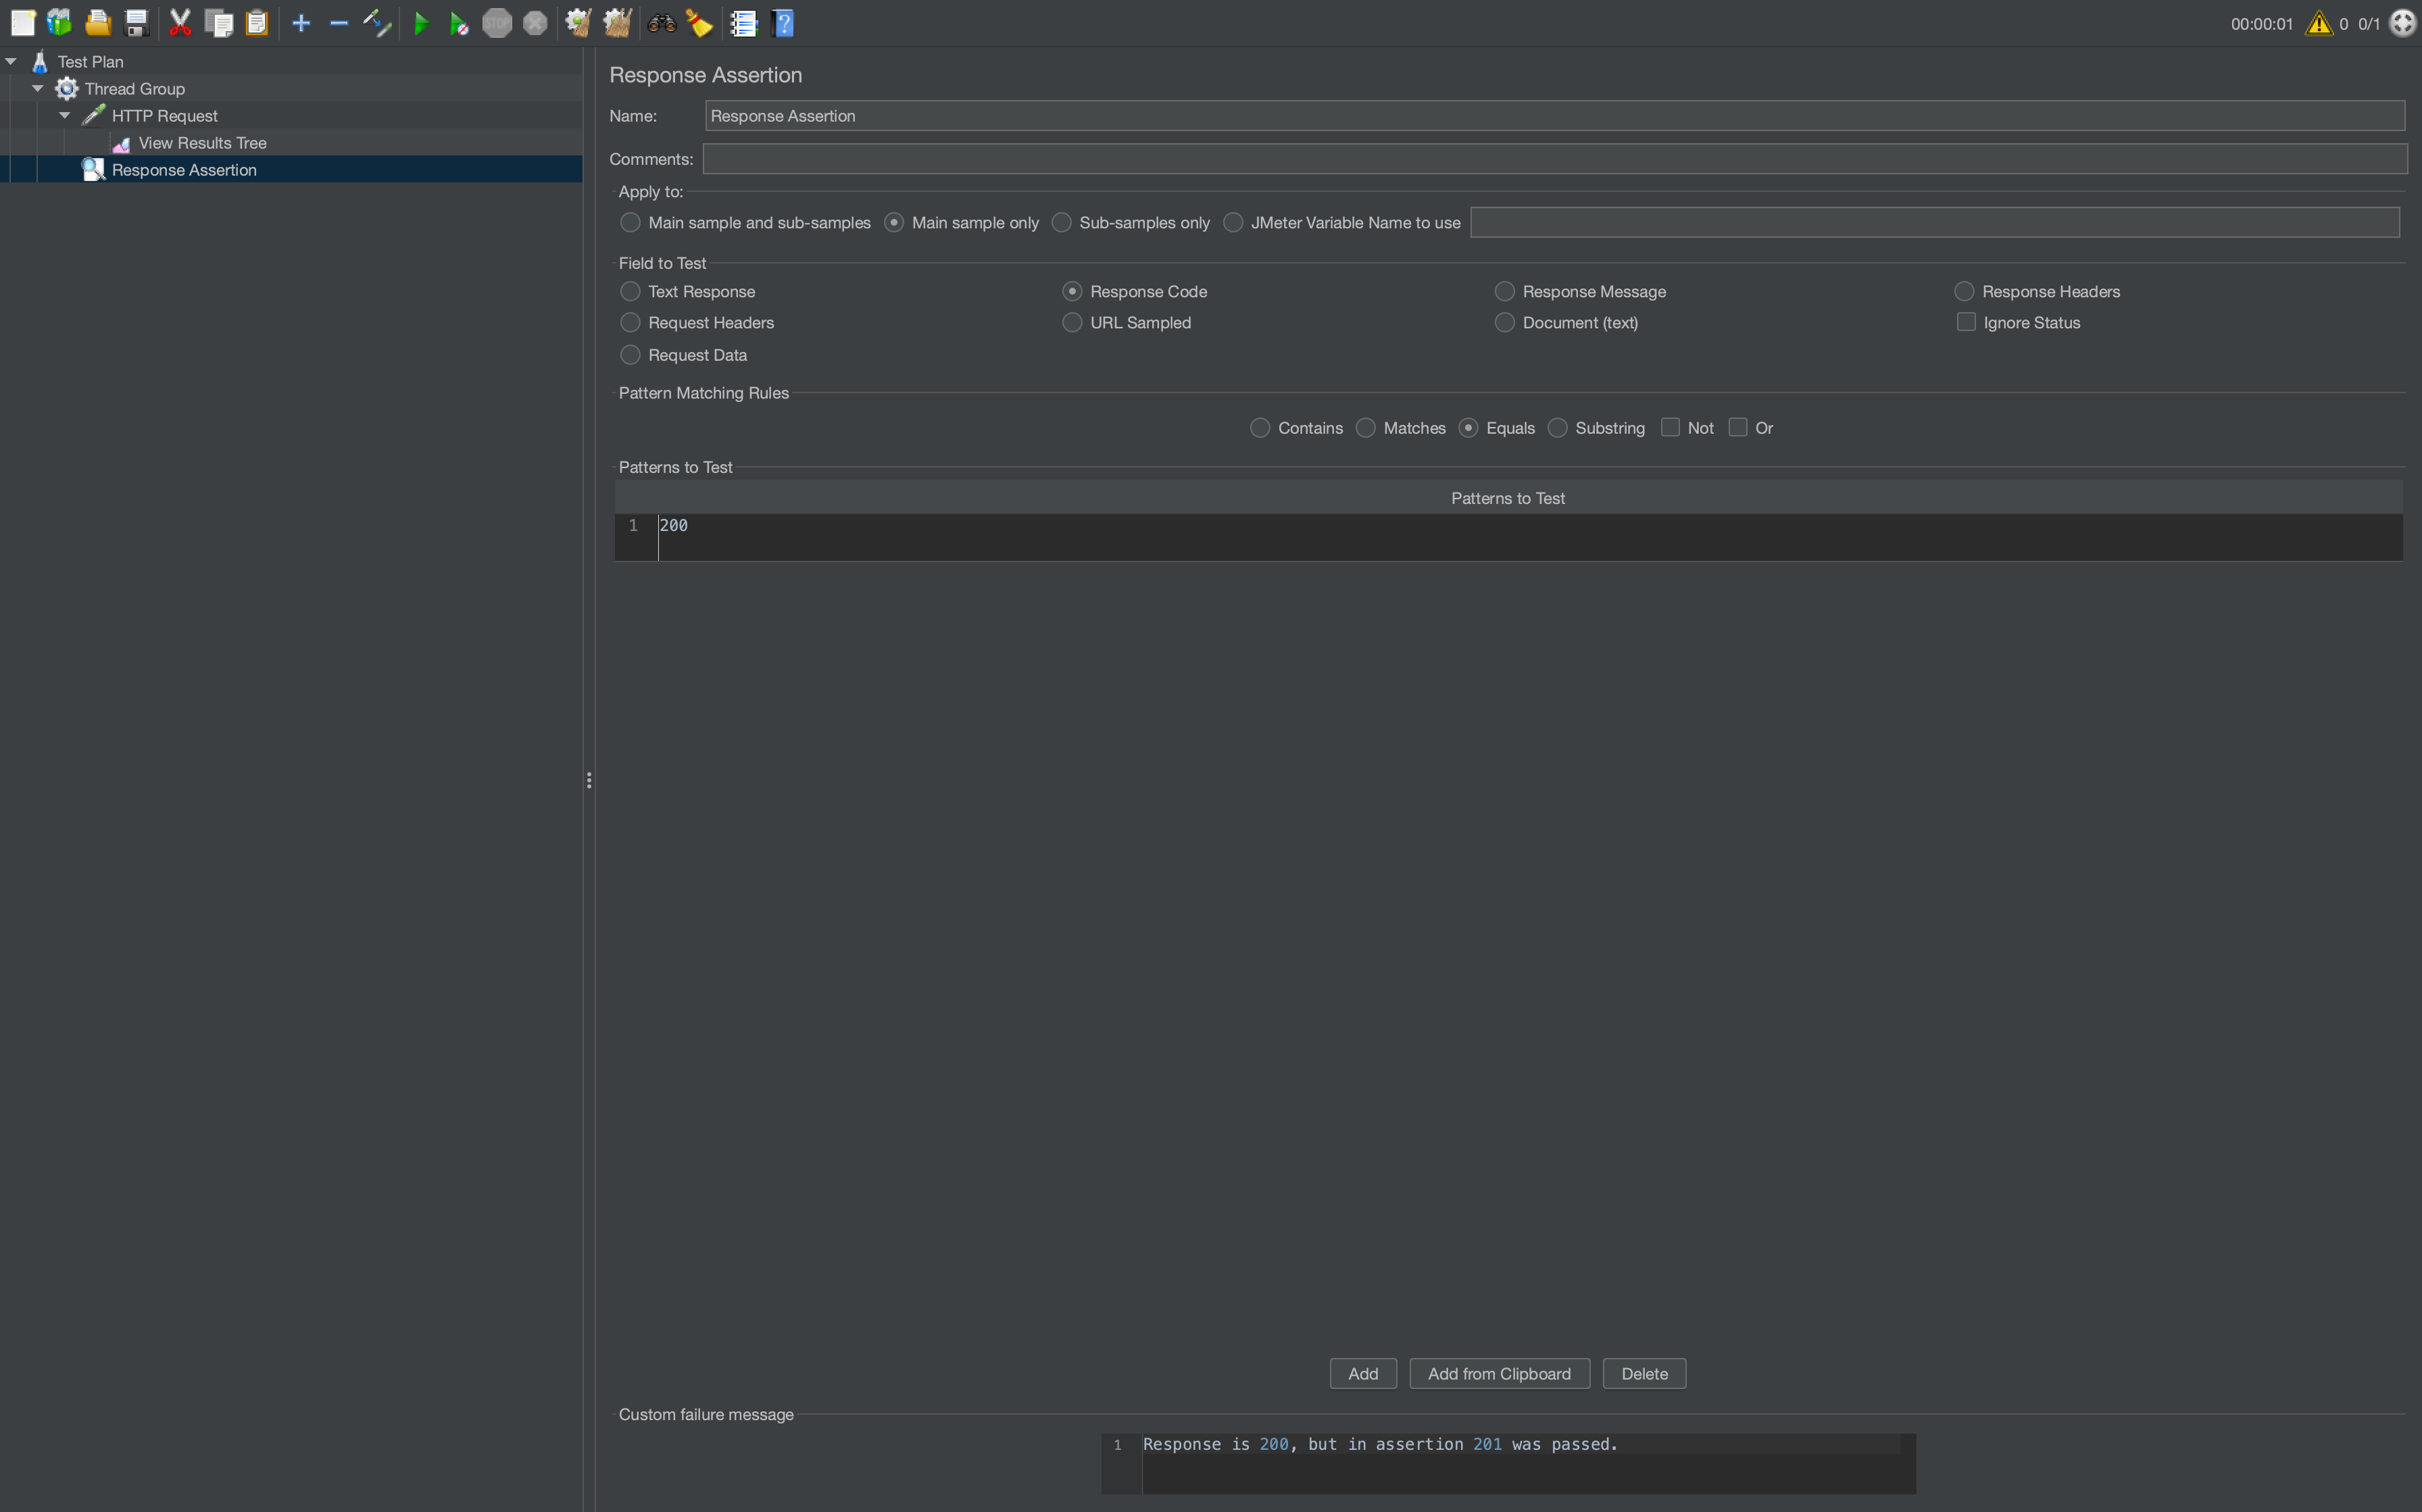 STOP
00:00:01 0 0/1
Test Plan
Thread Group
HTTP Request
View Results Tree
Response Assertion
Response Assertion
Name: Response Assertion
Comments:
Apply to:
Main sample and sub-samples Main sample only Sub-samples only JMeter Variable Name to use
Field to Test
Text Response Response Code Response Message Response Headers
Request Headers URL Sampled Document (text) Ignore Status
Request Data
Pattern Matching Rules
Contains Matches Equals Substring Not Or
Patterns to Test
Patterns to Test
1 200
Add Add from Clipboard Delete
Custom failure message
1 Response is 200, but in assertion 201 was passed.